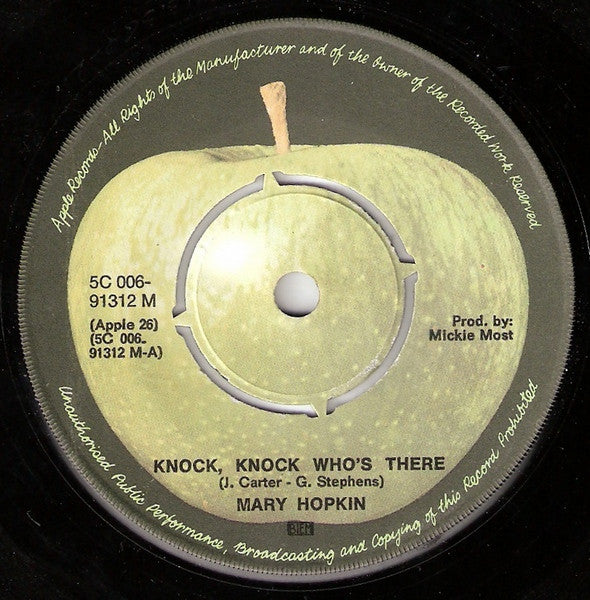 Apple Records-All Rights of the Manufacturer and of the Owner of the Recorded Work Reserved
5C 006-
91312 M
(Apple 26)
(5C 006-
91312 M-A)
Prod. by:
Mickie Most
KNOCK, KNOCK WHO'S THERE
(J. Carter - G. Stephens)
MARY HOPKIN
BIEM
Unauthorised Public Performance, Broadcasting and Copying of this Record Prohibited